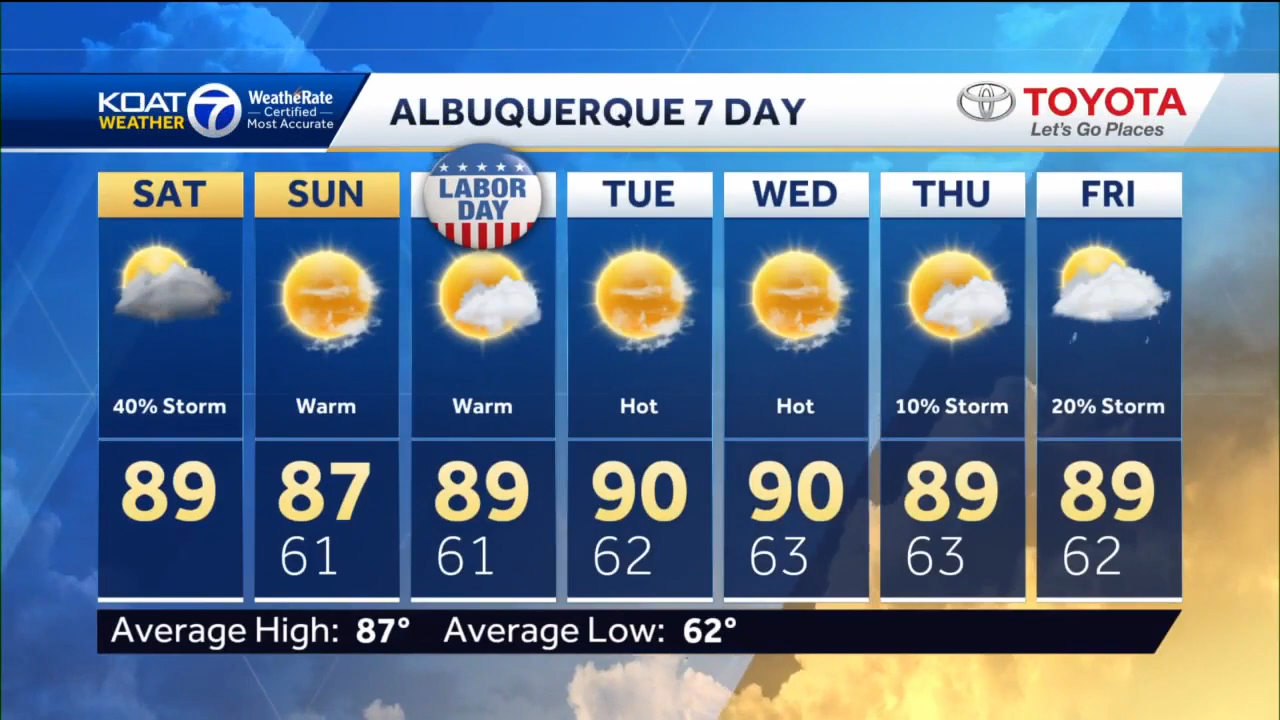 KOAT
WEATHER
7
WeatheRate
Certified
Most Accurate
ALBUQUERQUE 7 DAY
TOYOTA
Let's Go Places
SAT
40% Storm
89
SUN
Warm
87
61
LABOR
DAY
Warm
89
61
TUE
Hot
90
62
WED
Hot
90
63
THU
10% Storm
89
63
FRI
20% Storm
89
62
Average High: 87° Average Low: 62°